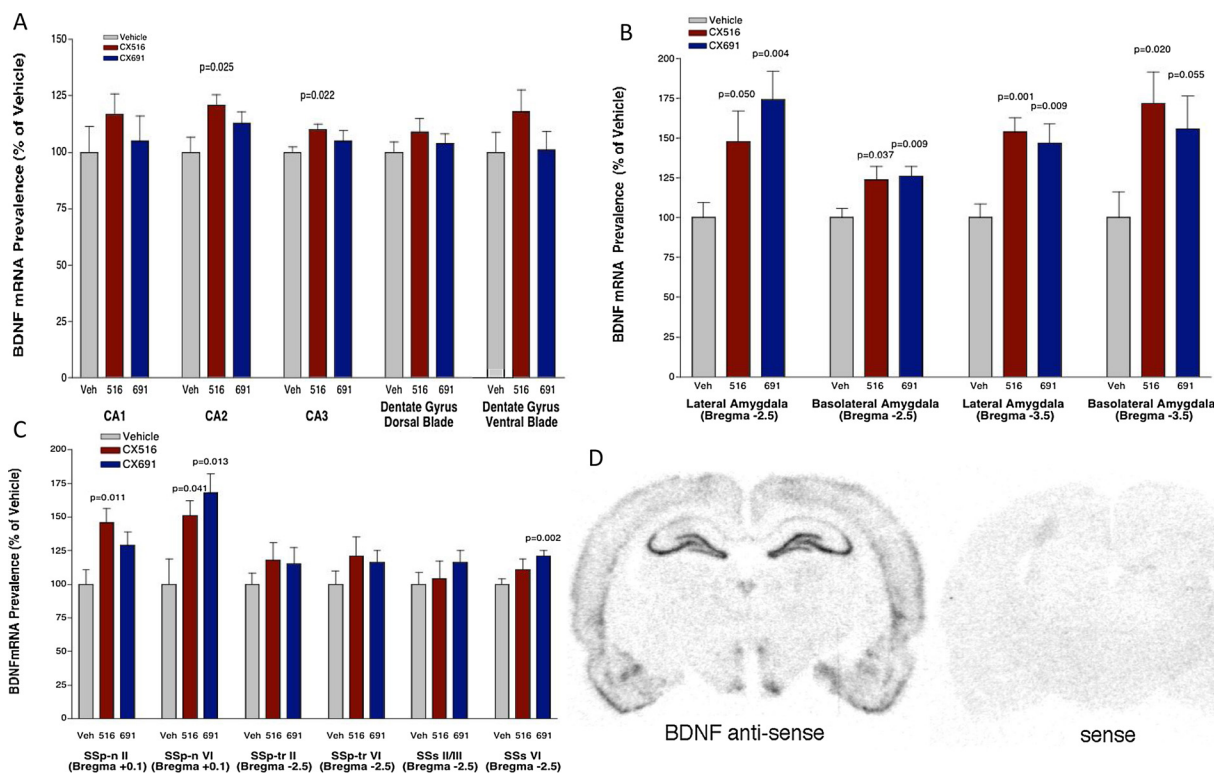 A
Vehicle
CX516
CX691
BDNF mRNA Prevalence (% of Vehicle)
150
125
100
75
50
25
0
p=0.025
p=0.022
Veh 516 691 Veh 516 691 Veh 516 691 Veh 516 691 Veh 516 691
CA1 CA2 CA3 Dentate Gyrus Dentate Gyrus
Dorsal Blade Ventral Blade
B
Vehicle
CX516
CX691
BDNF mRNA Prevalence (% of Vehicle)
200
175
150
125
100
75
50
25
0
p=0.050
p=0.004
p=0.037
p=0.009
p=0.001
p=0.009
p=0.020
p=0.055
Veh 516 691 Veh 516 691 Veh 516 691 Veh 516 691
Lateral Amygdala Basolateral Amygdala Lateral Amygdala Basolateral Amygdala
(Bregma -2.5) (Bregma -2.5) (Bregma -3.5) (Bregma -3.5)
C
Vehicle
CX516
CX691
BDNFmRNA Prevalence (% of Vehicle)
200
175
150
125
100
75
50
25
0
p=0.011
p=0.041
p=0.013
p=0.002
Veh 516 691 Veh 516 691 Veh 516 691 Veh 516 691 Veh 516 691 Veh 516 691
SSp-n II SSp-n VI SSp-tr II SSp-tr VI SSs II/III SSs VI
(Bregma +0.1) (Bregma +0.1) (Bregma -2.5) (Bregma -2.5) (Bregma -2.5) (Bregma -2.5)
D
BDNF anti-sense
sense